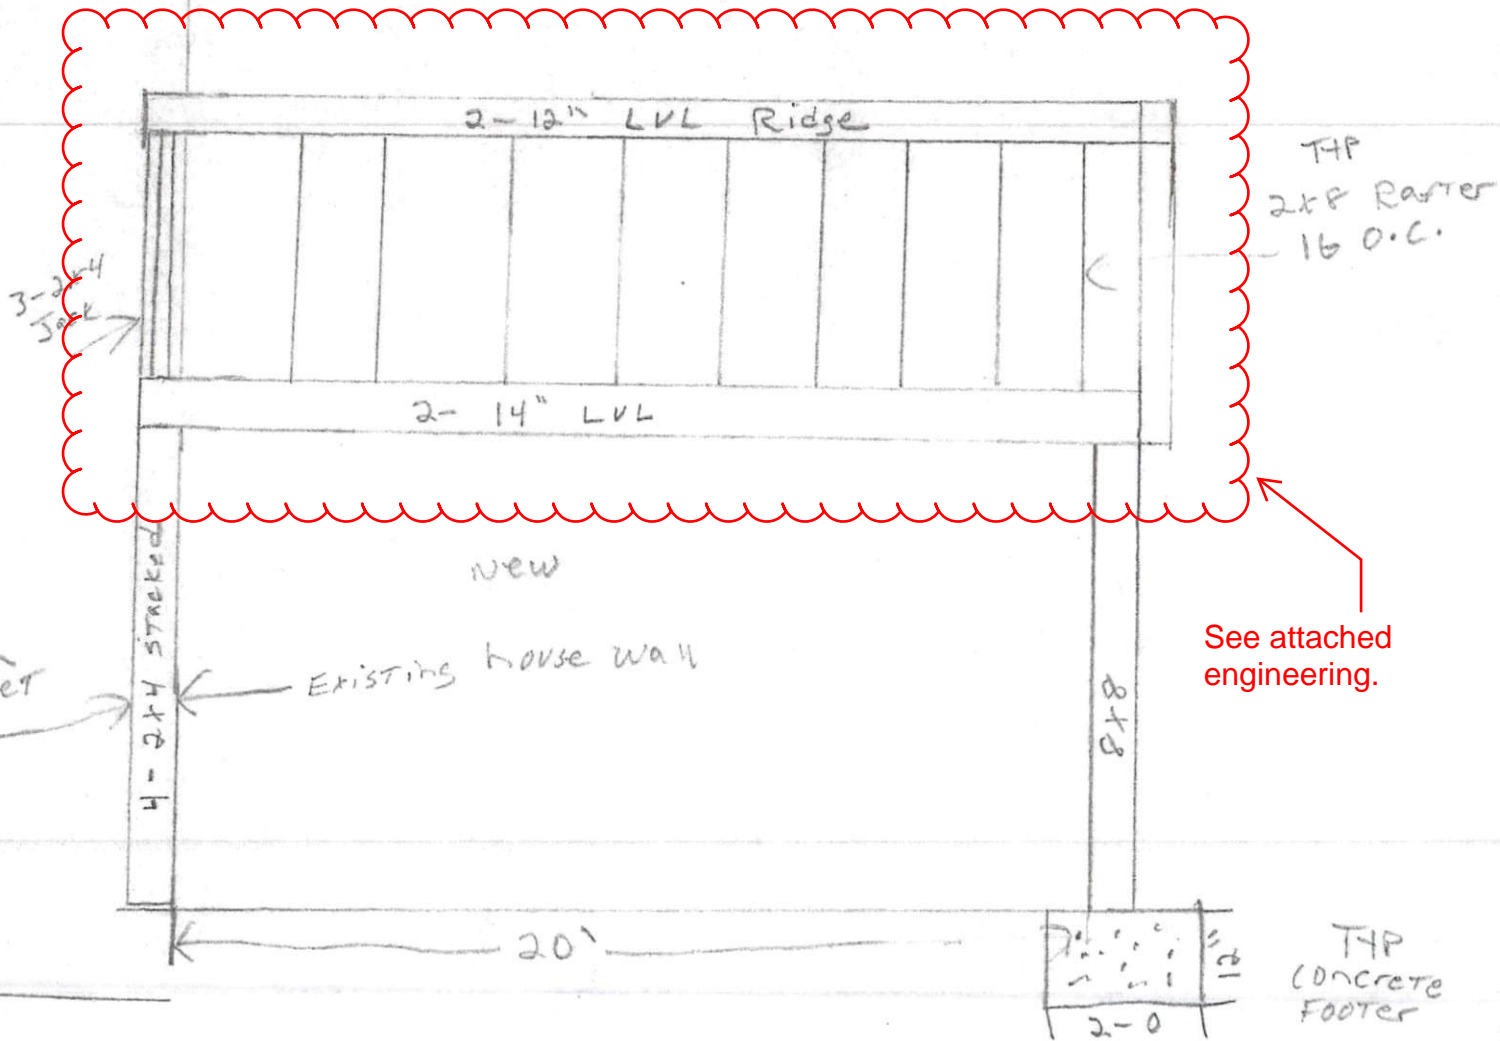 2-12" LVL Ridge
TYP
2x8 Rafter
16 O.C.
3-2x4
Jack
2- 14" LVL
4-2x4 STACKED
New
Existing house wall
8x8
See attached
engineering.
20'
12"
2-0
TYP
Concrete
Footer